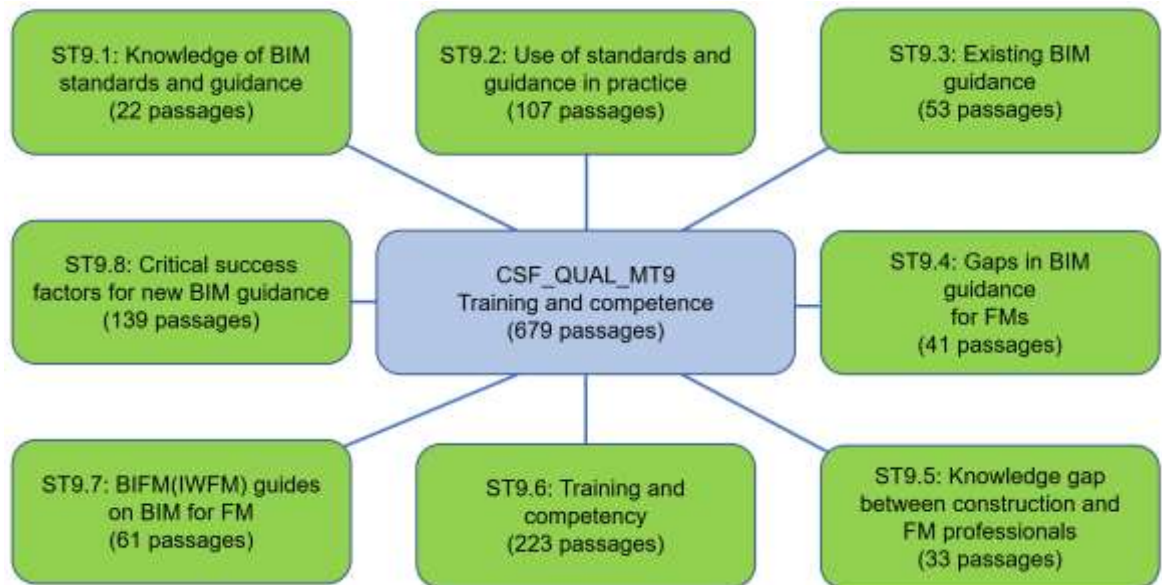 ST9.1: Knowledge of BIM
standards and guidance
(22 passages)
ST9.2: Use of standards and
guidance in practice
(107 passages)
ST9.3: Existing BIM
guidance
(53 passages)
ST9.8: Critical success
factors for new BIM guidance
(139 passages)
CSF_QUAL_MT9
Training and competence
(679 passages)
ST9.4: Gaps in BIM
guidance
for FMs
(41 passages)
ST9.7: BIFM(IWFM) guides
on BIM for FM
(61 passages)
ST9.6: Training and
competency
(223 passages)
ST9.5: Knowledge gap
between construction and
FM professionals
(33 passages)